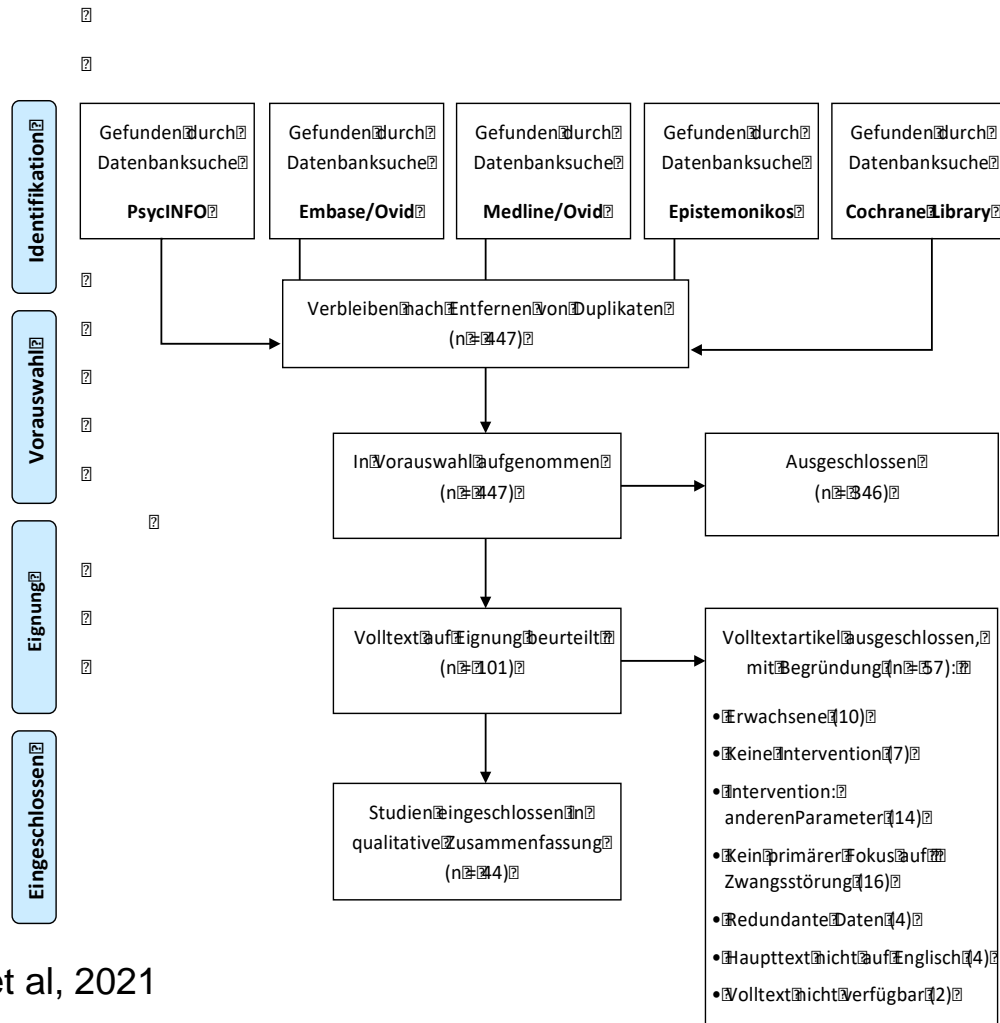 Identifikation
Gefunden durch
Datenbanksuche
PsycINFO
Gefunden durch
Datenbanksuche
Embase/Ovid
Gefunden durch
Datenbanksuche
Medline/Ovid
Gefunden durch
Datenbanksuche
Epistemonikos
Gefunden durch
Datenbanksuche
Cochrane Library
Verbleiben nach Entfernen von Duplikaten
(n = 447)
Vorauswahl
In Vorauswahl aufgenommen
(n = 447)
Ausgeschlossen
(n = 346)
Eignung
Volltext auf Eignung beurteilt
(n = 101)
Volltextartikel ausgeschlossen,
mit Begründung (n = 57):
• Erwachsene (10)
• Keine Intervention (7)
• Intervention:
anderenParameter (14)
• Kein primärer Fokus auf
Zwangsstörung (16)
• Redundante Daten (4)
• Haupttext nicht auf Englisch (4)
• Volltext nicht verfügbar (2)
Eingeschlossen
Studien eingeschlossen in
qualitative Zusammenfassung
(n = 44)
et al, 2021